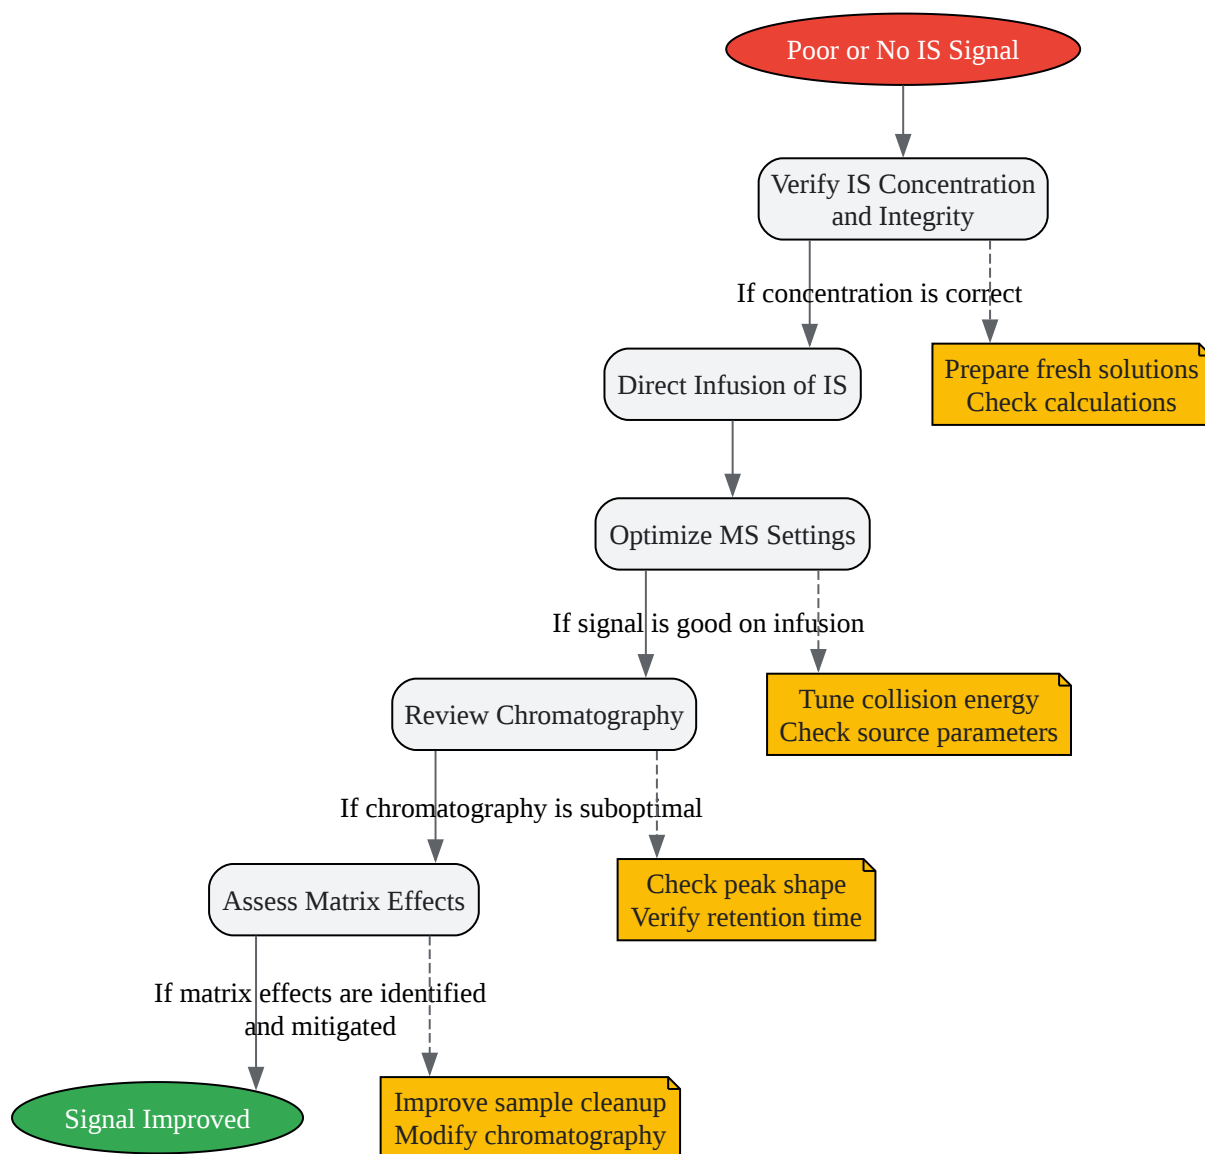 Poor or No IS Signal
Verify IS Concentration
and Integrity
If concentration is correct
Direct Infusion of IS
Prepare fresh solutions
Check calculations
Optimize MS Settings
If signal is good on infusion
Review Chromatography
Tune collision energy
Check source parameters
If chromatography is suboptimal
Assess Matrix Effects
Check peak shape
Verify retention time
If matrix effects are identified
and mitigated
Signal Improved
Improve sample cleanup
Modify chromatography